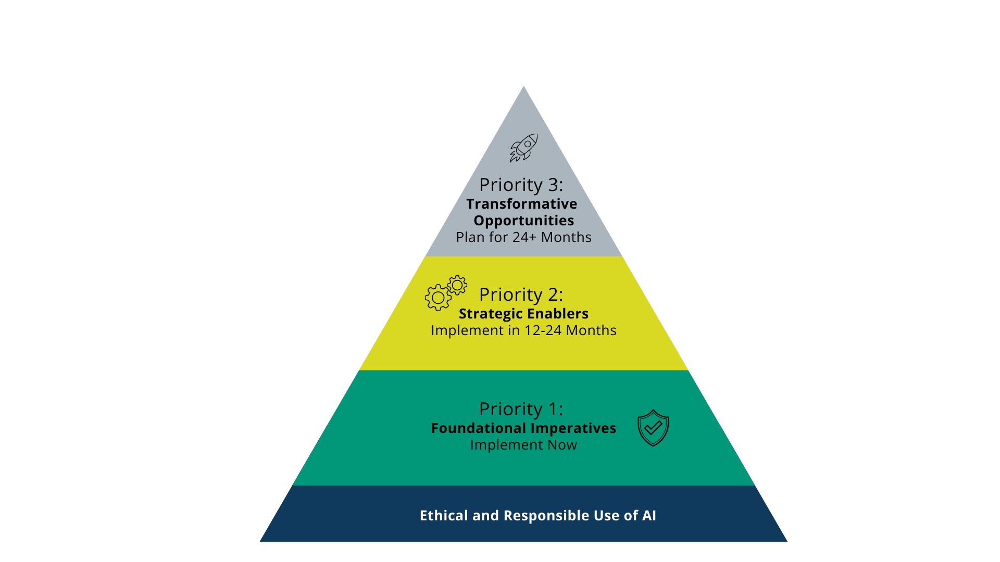 Priority 3:
Transformative
Opportunities
Plan for 24+ Months
Priority 2:
Strategic Enablers
Implement in 12-24 Months
Priority 1:
Foundational Imperatives
Implement Now
Ethical and Responsible Use of AI